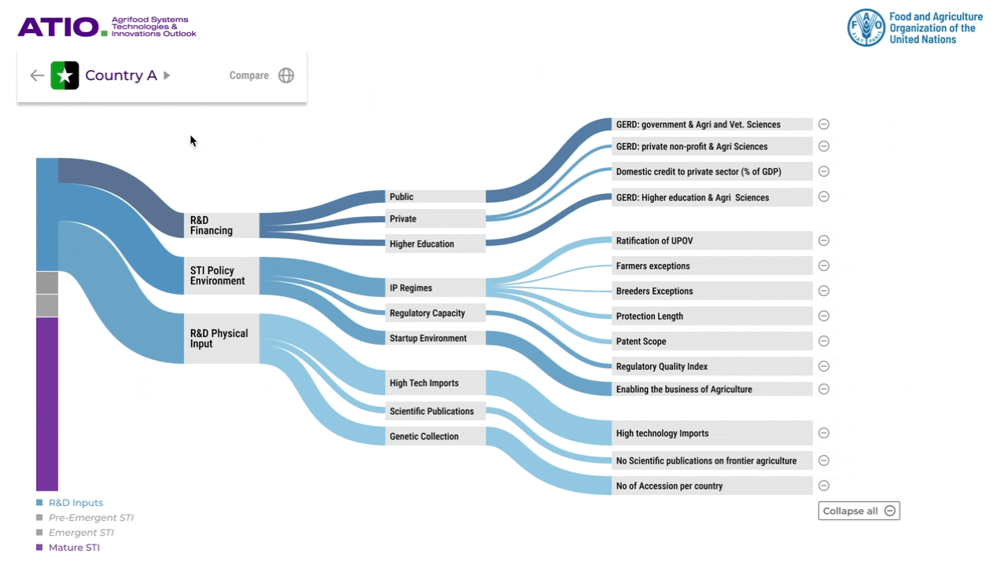 ATIO.
Agrifood Systems
Technologies &
Innovations Outlook
FAO
FIAT PANIS
Food and Agriculture
Organization of the
United Nations
Country A
Compare
R&D
Financing
STI Policy
Environment
R&D Physical
Input
Public
Private
Higher Education
IP Regimes
Regulatory Capacity
Startup Environment
High Tech Imports
Scientific Publications
Genetic Collection
GERD: government & Agri and Vet. Sciences
GERD: private non-profit & Agri Sciences
Domestic credit to private sector (% of GDP)
GERD: Higher education & Agri Sciences
Ratification of UPOV
Farmers exceptions
Breeders Exceptions
Protection Length
Patent Scope
Regulatory Quality Index
Enabling the business of Agriculture
High technology Imports
No Scientific publications on frontier agriculture
No of Accession per country
Collapse all
R&D Inputs
Pre-Emergent STI
Emergent STI
Mature STI